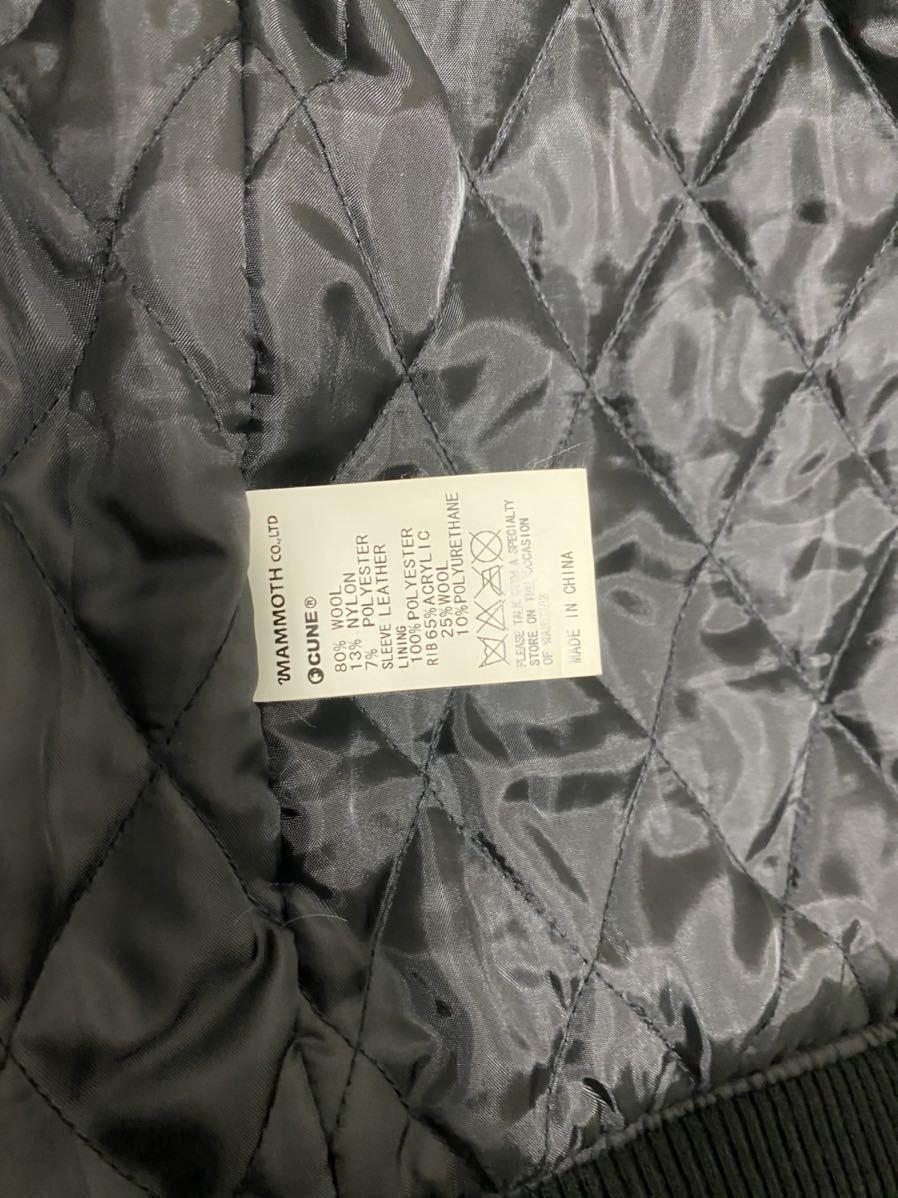 MAMMOTH CO.,LTD
CUNE®
80% WOOL
13% NYLON
7% POLYESTER
SLEEVE LEATHER
LINING
100% POLYESTER
RIB 65% ACRYLIC
25% WOOL
10% POLYURETHANE
PLEASE TALK WITH A SPECIALTY
STORE ON THE OCCASION
OF
MADE IN CHINA